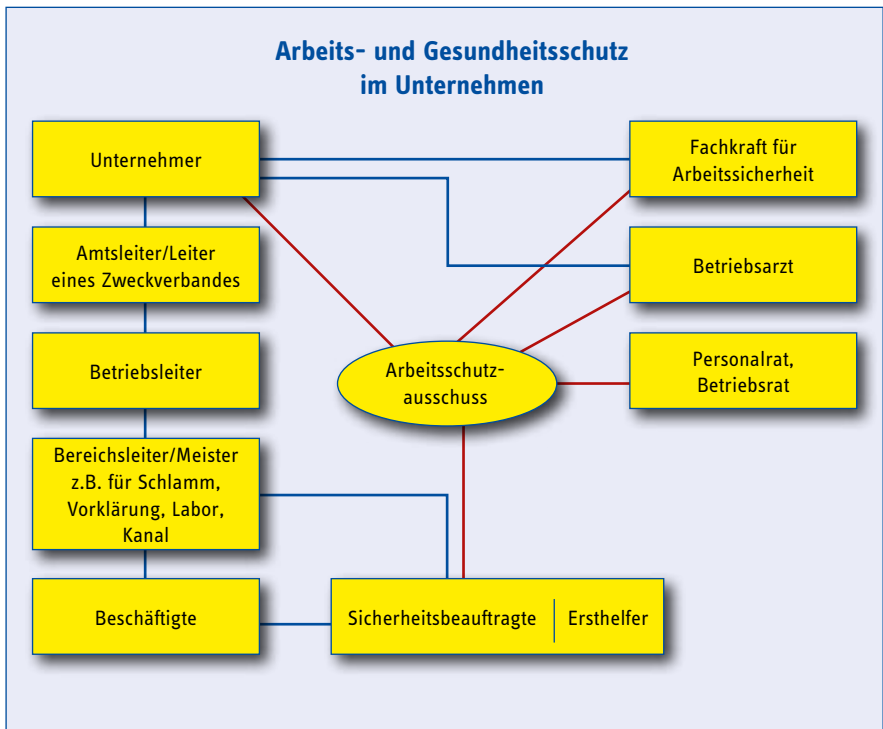 Arbeits- und Gesundheitsschutz
im Unternehmen
Unternehmer
Fachkraft für
Arbeitssicherheit
Amtsleiter/Leiter
eines Zweckverbandes
Betriebsarzt
Betriebsleiter
Arbeitsschutz-
ausschuss
Personalrat,
Betriebsrat
Bereichsleiter/Meister
z.B. für Schlamm,
Vorklärung, Labor,
Kanal
Beschäftigte
Sicherheitsbeauftragte
Ersthelfer